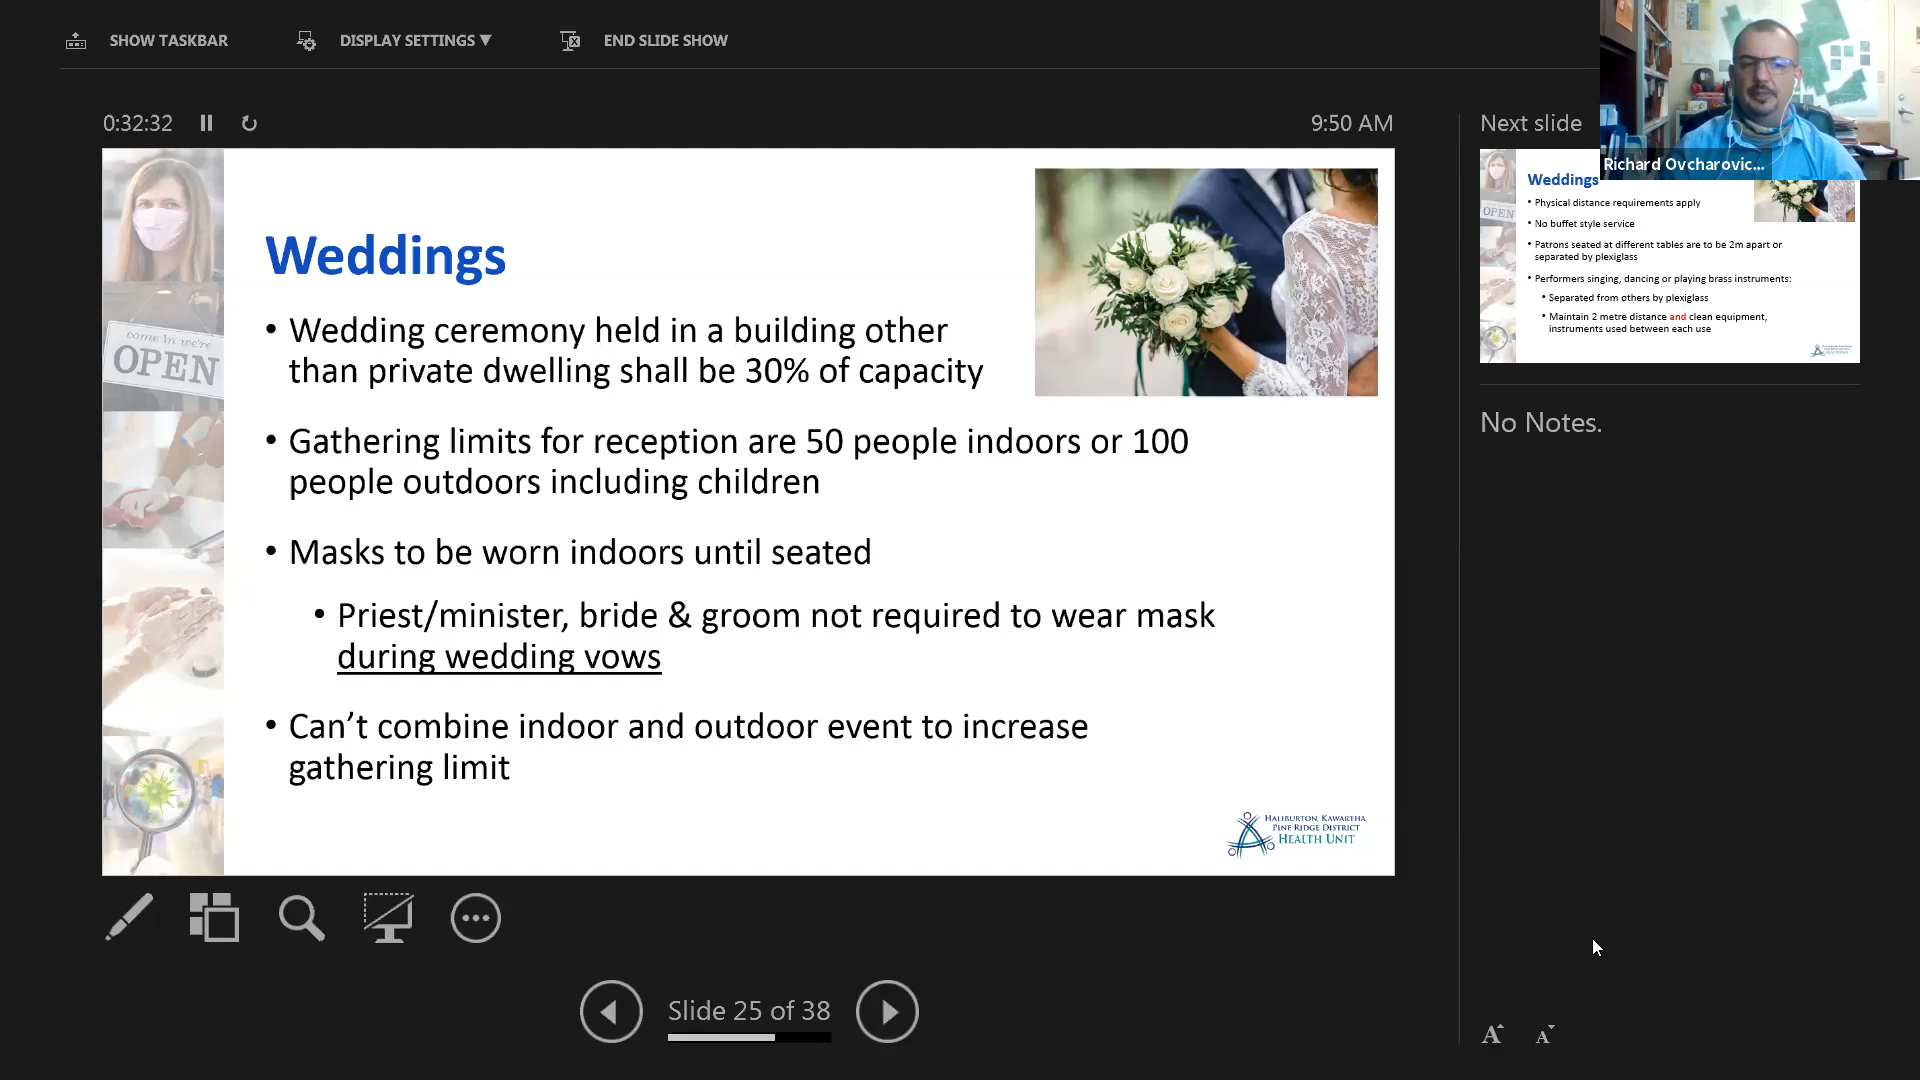 SHOW TASKBAR
DISPLAY SETTINGS ▼
END SLIDE SHOW
0:32:32
9:50 AM
Next slide
Richard Ovcharovic...
come in we're
OPEN
Weddings
• Wedding ceremony held in a building other
than private dwelling shall be 30% of capacity
• Gathering limits for reception are 50 people indoors or 100
people outdoors including children
• Masks to be worn indoors until seated
• Priest/minister, bride & groom not required to wear mask
during wedding vows
• Can't combine indoor and outdoor event to increase
gathering limit
HALIBURTON, KAWARTHA,
PINE RIDGE DISTRICT
HEALTH UNIT
Slide 25 of 38
OPEN
Weddings
• Physical distance requirements apply
• No buffet style service
• Patrons seated at different tables are to be 2m apart or
separated by plexiglass
• Performers singing, dancing or playing brass instruments:
• Separated from others by plexiglass
• Maintain 2 metre distance and clean equipment,
instruments used between each use
No Notes.
A A